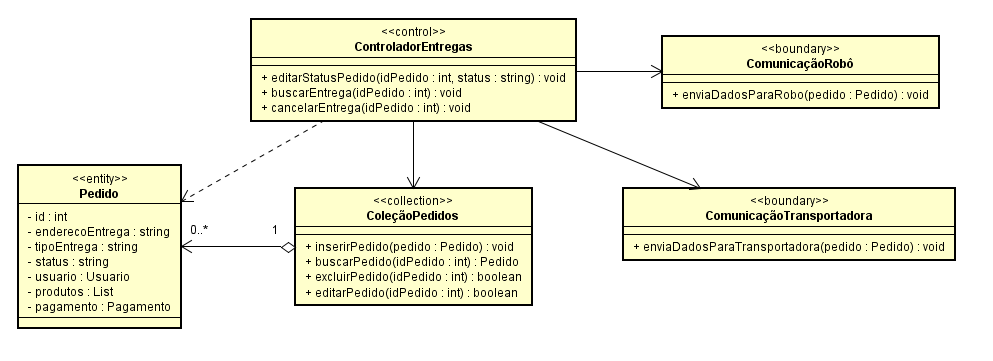 <<control>>
ControladorEntregas
+ editarStatusPedido(idPedido : int, status : string) : void
+ buscarEntrega(idPedido : int) : void
+ cancelarEntrega(idPedido : int) : void
<<boundary>>
ComunicaçãoRobô
+ enviaDadosParaRobo(pedido : Pedido) : void
<<entity>>
Pedido
- id : int
- enderecoEntrega : string
- tipoEntrega : string
- status : string
- usuario : Usuario
- produtos : List
- pagamento : Pagamento
0..*
1
<<collection>>
ColeçãoPedidos
+ inserirPedido(pedido : Pedido) : void
+ buscarPedido(idPedido : int) : Pedido
+ excluirPedido(idPedido : int) : boolean
+ editarPedido(idPedido : int) : boolean
<<boundary>>
ComunicaçãoTransportadora
+ enviaDadosParaTransportadora(pedido : Pedido) : void